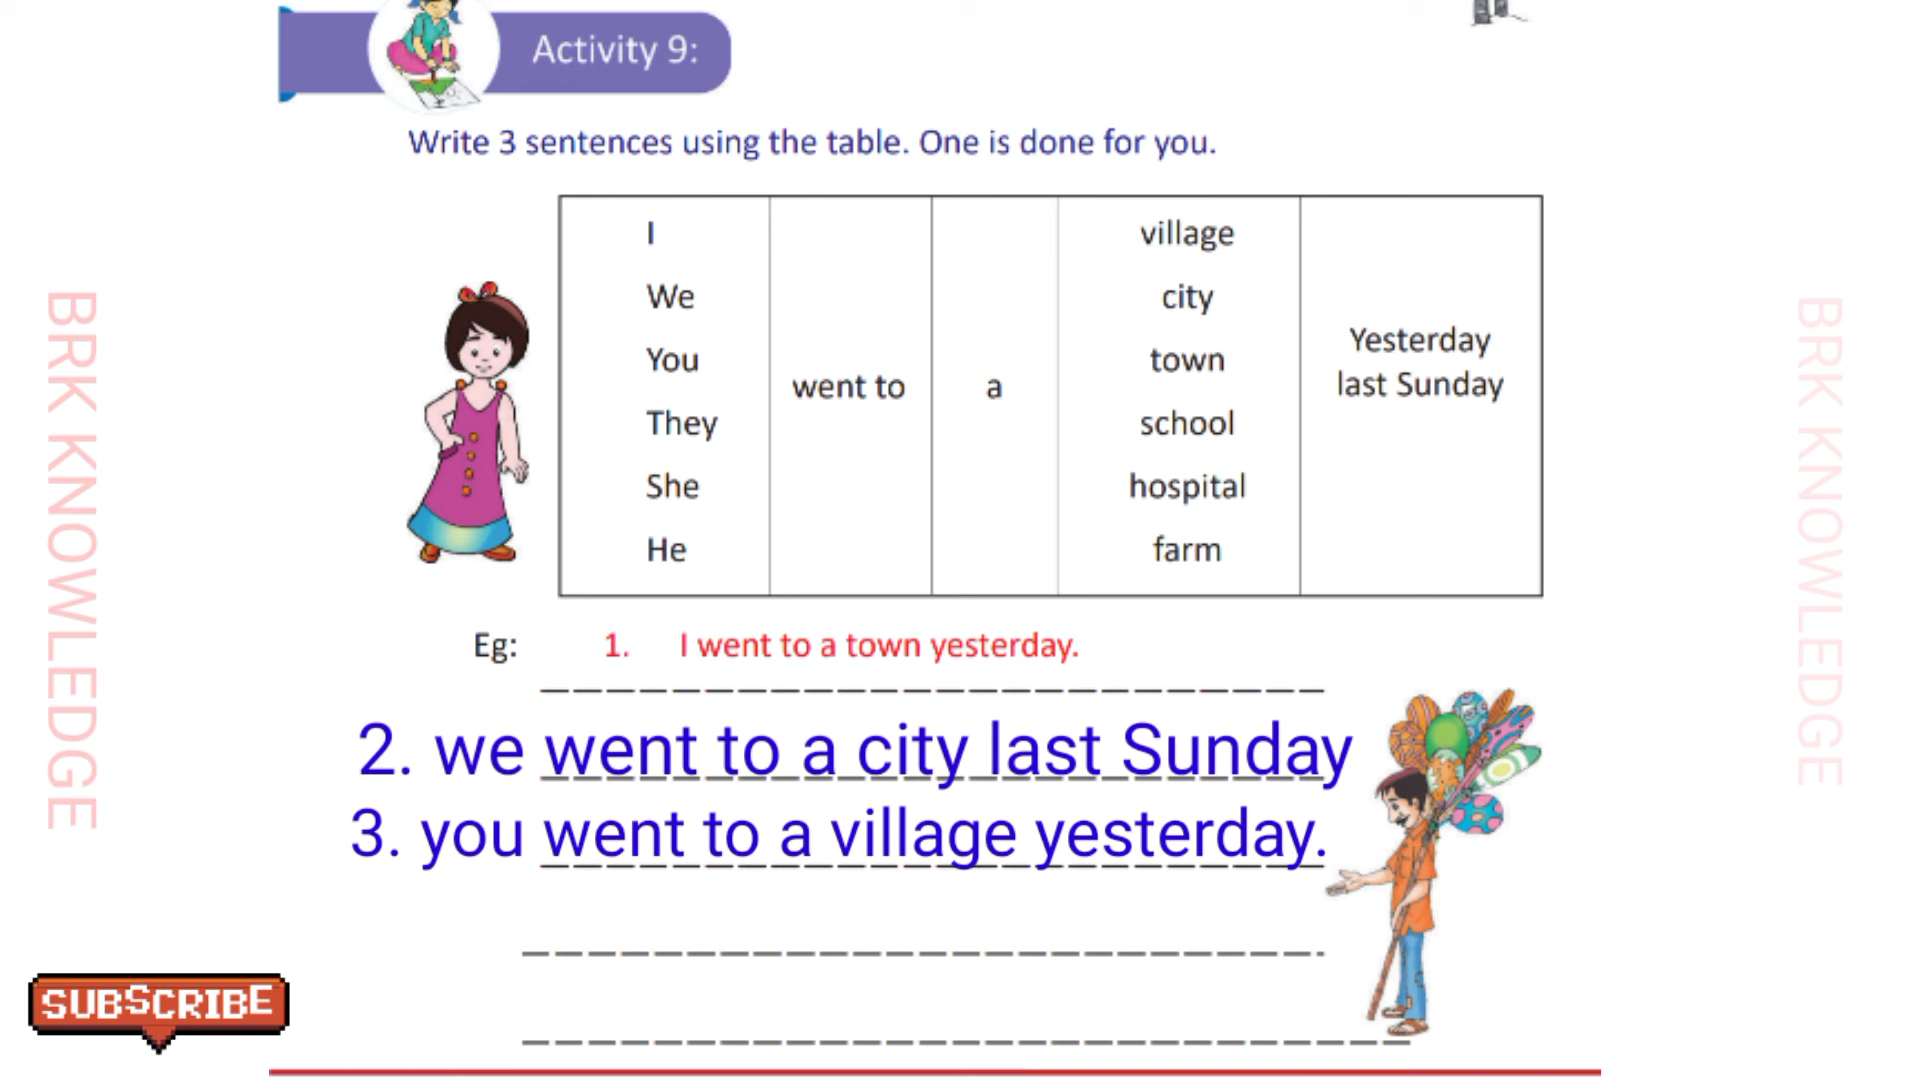 Activity 9:
Write 3 sentences using the table. One is done for you.
I
We
You
They
She
He
went to
a
village
city
town
school
hospital
farm
Yesterday
last Sunday
Eg: 1. I went to a town yesterday.
2. we went to a city last Sunday
3. you went to a village yesterday.
BRK KNOWLEDGE
BRK KNOWLEDGE
SUBSCRIBE